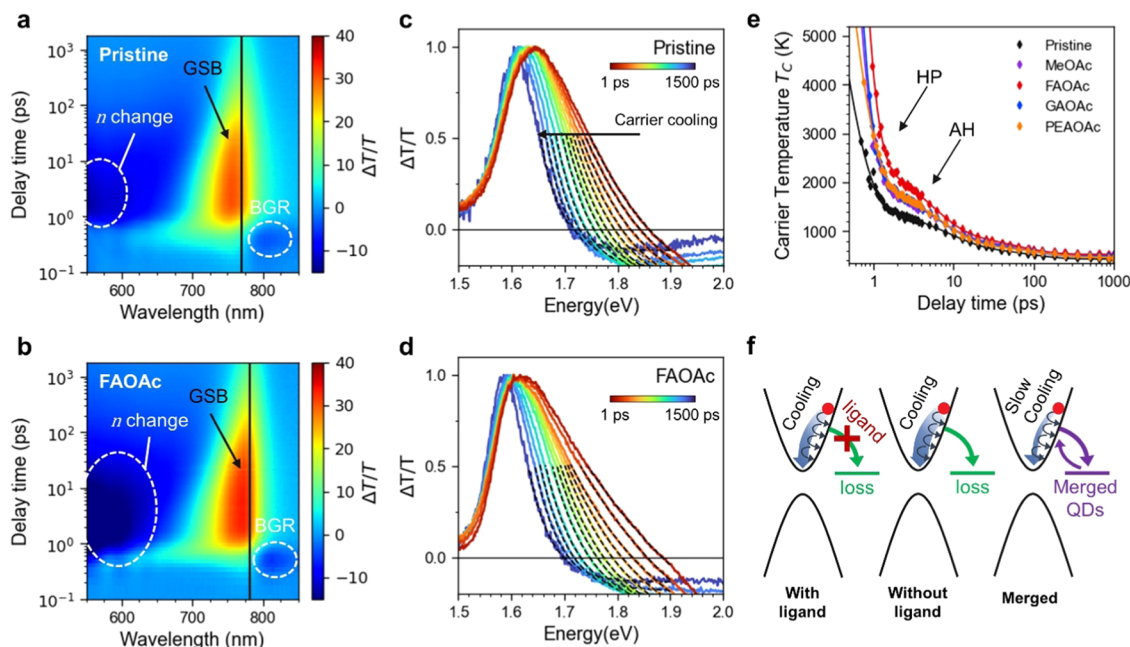 a
Pristine
GSB
n change
BGR
Delay time (ps)
10³
10²
10¹
10⁰
10⁻¹
600 700 800
Wavelength (nm)
40
30
20
10
0
−10
ΔT/T
b
FAOAc
GSB
n change
BGR
Delay time (ps)
10³
10²
10¹
10⁰
10⁻¹
600 700 800
Wavelength (nm)
40
30
20
10
0
−10
ΔT/T
c
Pristine
1 ps 1500 ps
Carrier cooling
ΔT/T
1.0
0.5
0.0
1.5 1.6 1.7 1.8 1.9 2.0
Energy(eV)
d
FAOAc
1 ps 1500 ps
ΔT/T
1.0
0.5
0.0
1.5 1.6 1.7 1.8 1.9 2.0
Energy(eV)
e
Carrier Temperature T_C (K)
5000
4000
3000
2000
1000
HP
AH
Pristine
MeOAc
FAOAc
GAOAc
PEAOAc
1 10 100 1000
Delay time (ps)
f
Cooling
ligand
loss
With
ligand
Cooling
loss
Without
ligand
Slow
Cooling
Merged
QDs
Merged